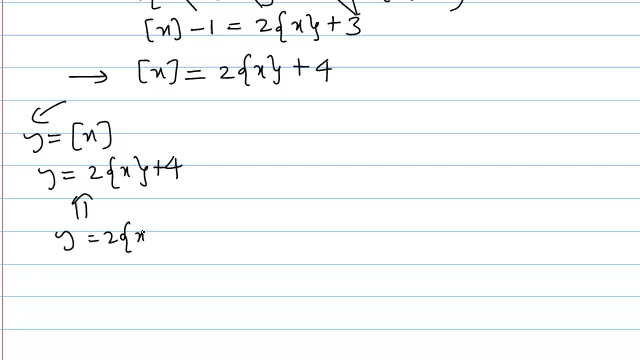 [x] - 1 = 2{x} + 3
→ [x] = 2{x} + 4
y = [x]
y = 2{x} + 4
⇑
y = 2{x